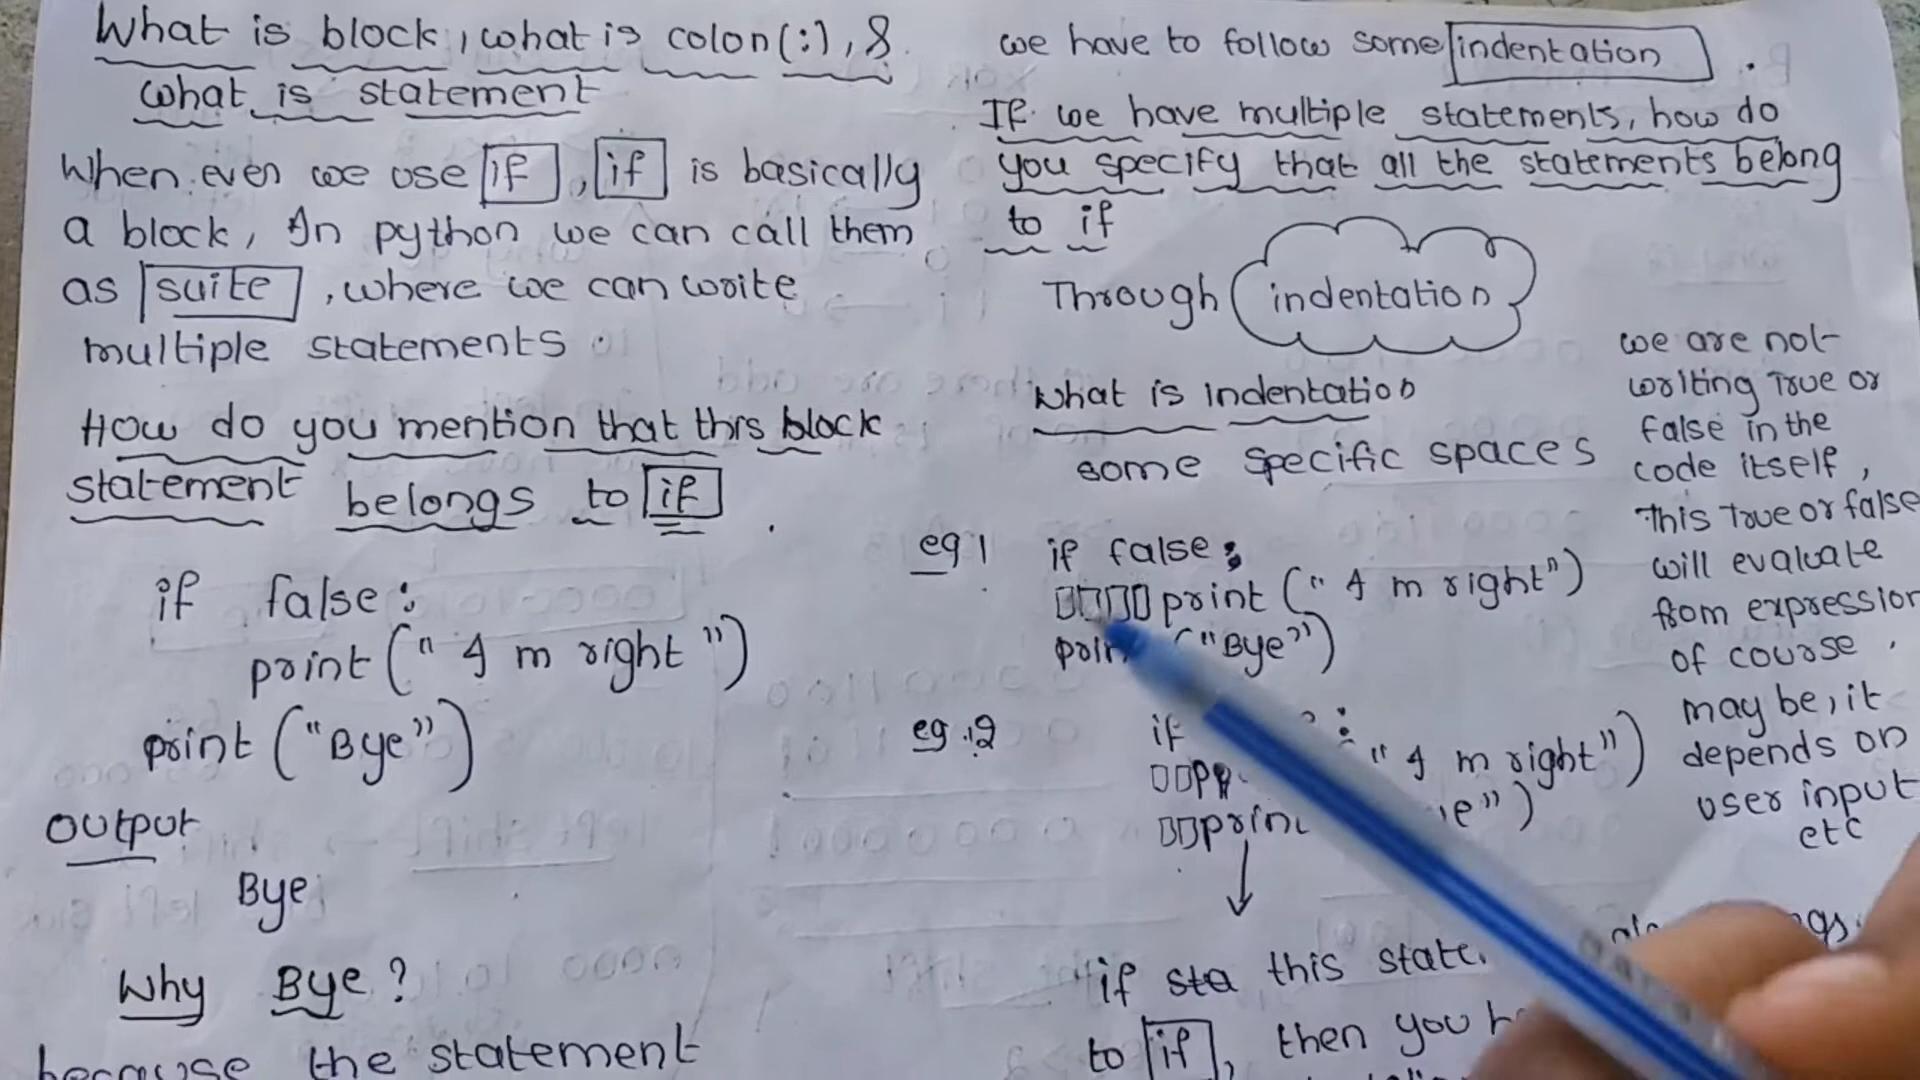 What is block, what is colon(:), &
what is statement
When even we use if, if is basically
a block, In python we can call them
as suite, where we can write
multiple statements.
How do you mention that this block
statement belongs to if.
if false:
print("I m right")
print("Bye")
Output
Bye
Why Bye?
because the statement
we have to follow some indentation.
If we have multiple statements, how do
you specify that all the statements belong
to if
Through indentation
What is indentation
some specific spaces
eg 1 if false:
print("I m right")
print("Bye")
eg.2 if :
"I m right")
")
if this
to if, then you
we are not
writing True or
false in the
code itself,
This True or false
will evaluate
from expression
of course.
may be, it
depends on
user input
etc